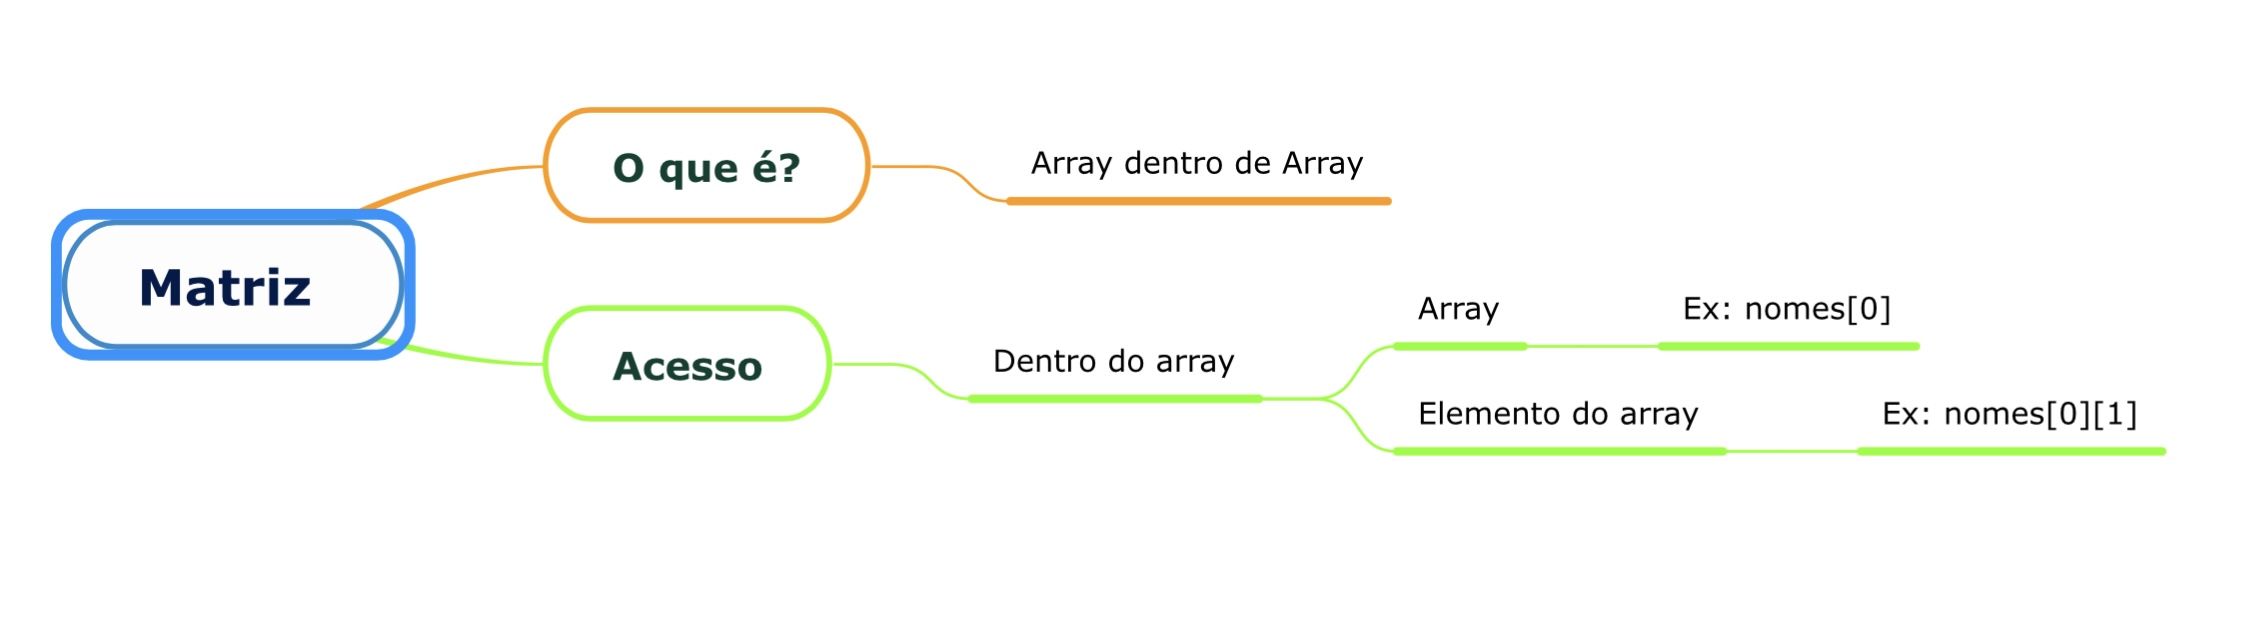 Matriz
O que é?
Array dentro de Array
Acesso
Dentro do array
Array
Ex: nomes[0]
Elemento do array
Ex: nomes[0][1]